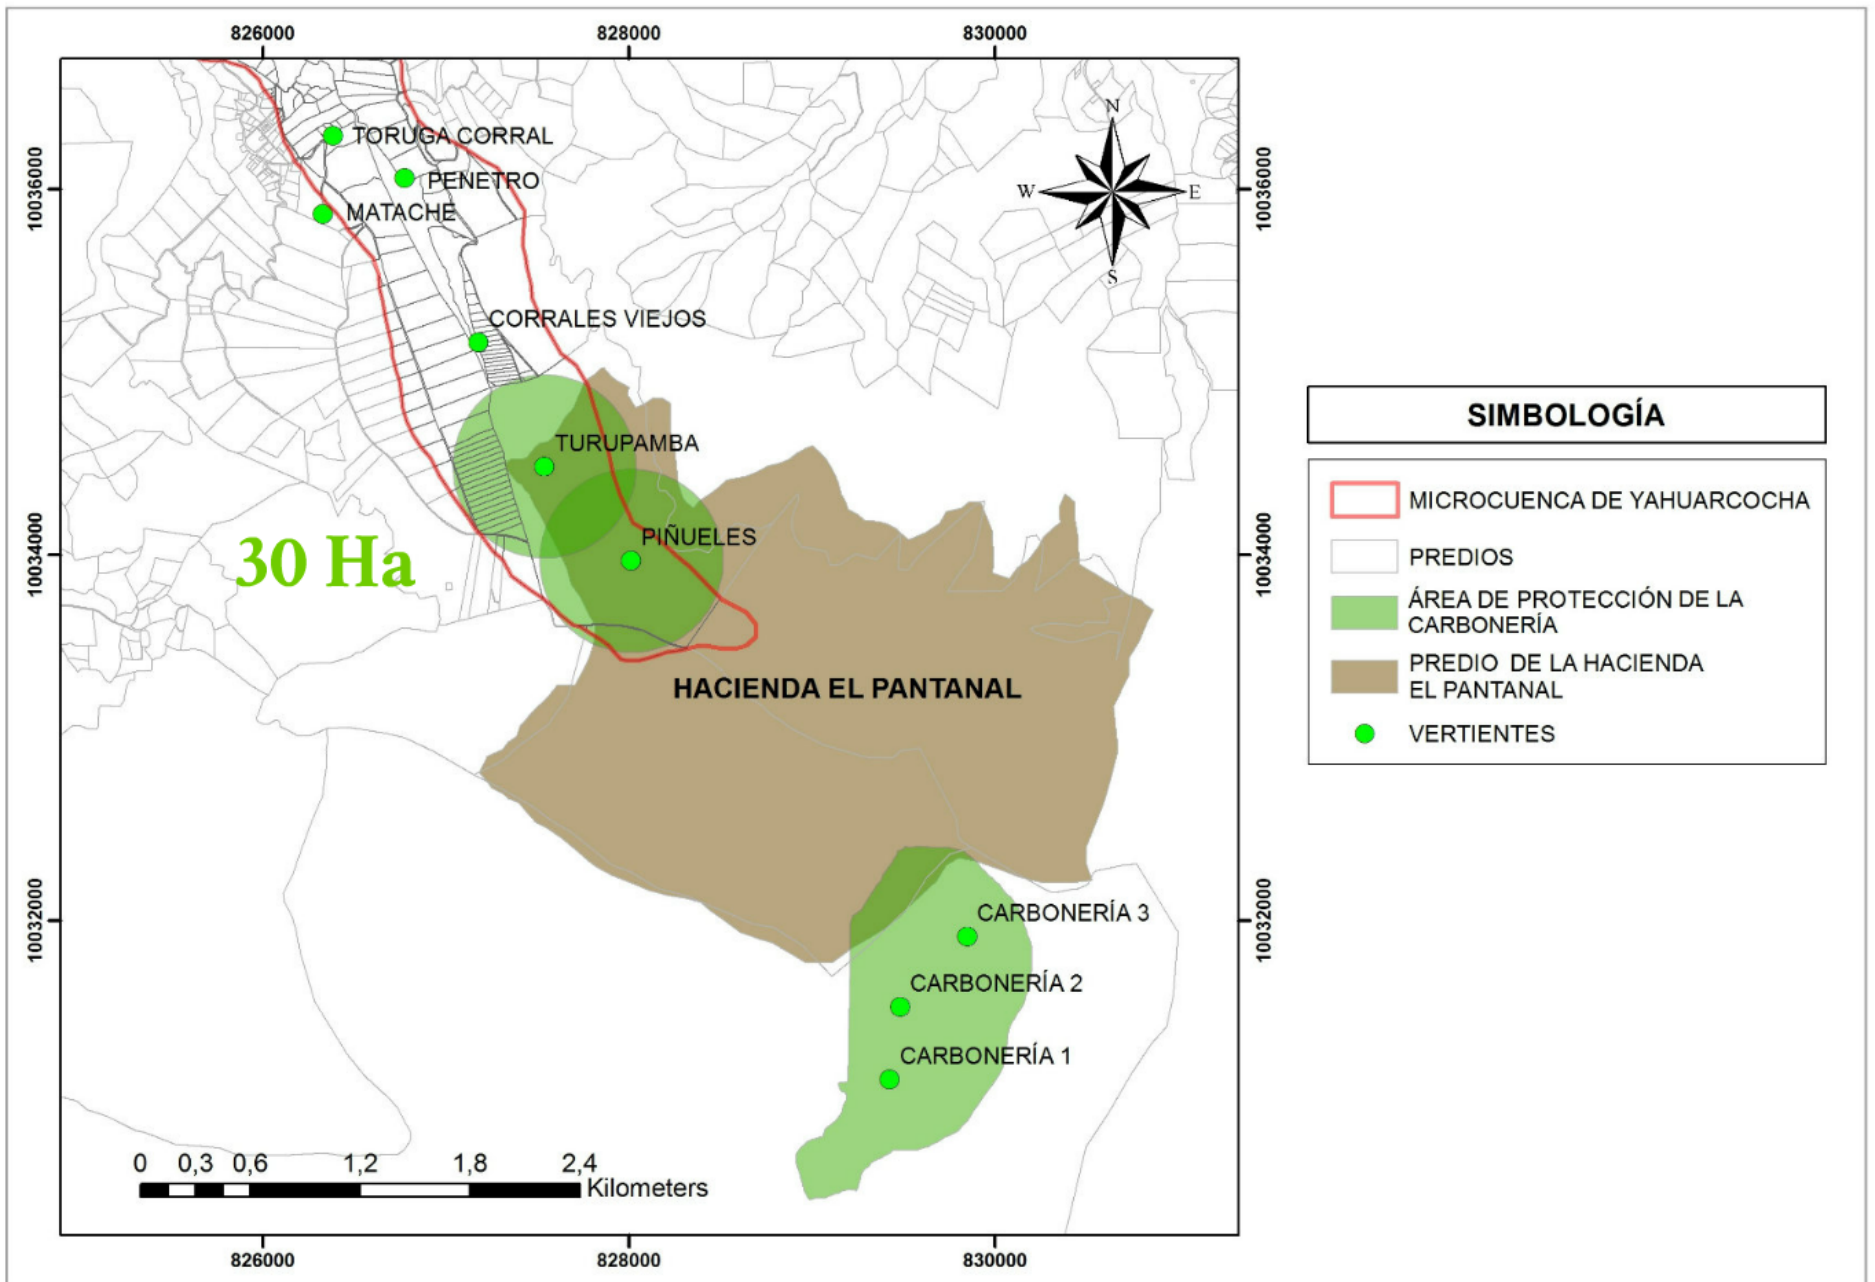 826000
828000
830000
N
W
E
S
TORUGA CORRAL
PENETRO
MATACHE
10036000
10036000
CORRALES VIEJOS
TURUPAMBA
PIÑUELES
30 Ha
10034000
10034000
HACIENDA EL PANTANAL
CARBONERÍA 3
CARBONERÍA 2
CARBONERÍA 1
10032000
10032000
0 0,3 0,6 1,2 1,8 2,4
Kilometers
826000
828000
830000
SIMBOLOGÍA
MICROCUENCA DE YAHUARCOCHA
PREDIOS
ÁREA DE PROTECCIÓN DE LA
CARBONERÍA
PREDIO DE LA HACIENDA
EL PANTANAL
VERTIENTES